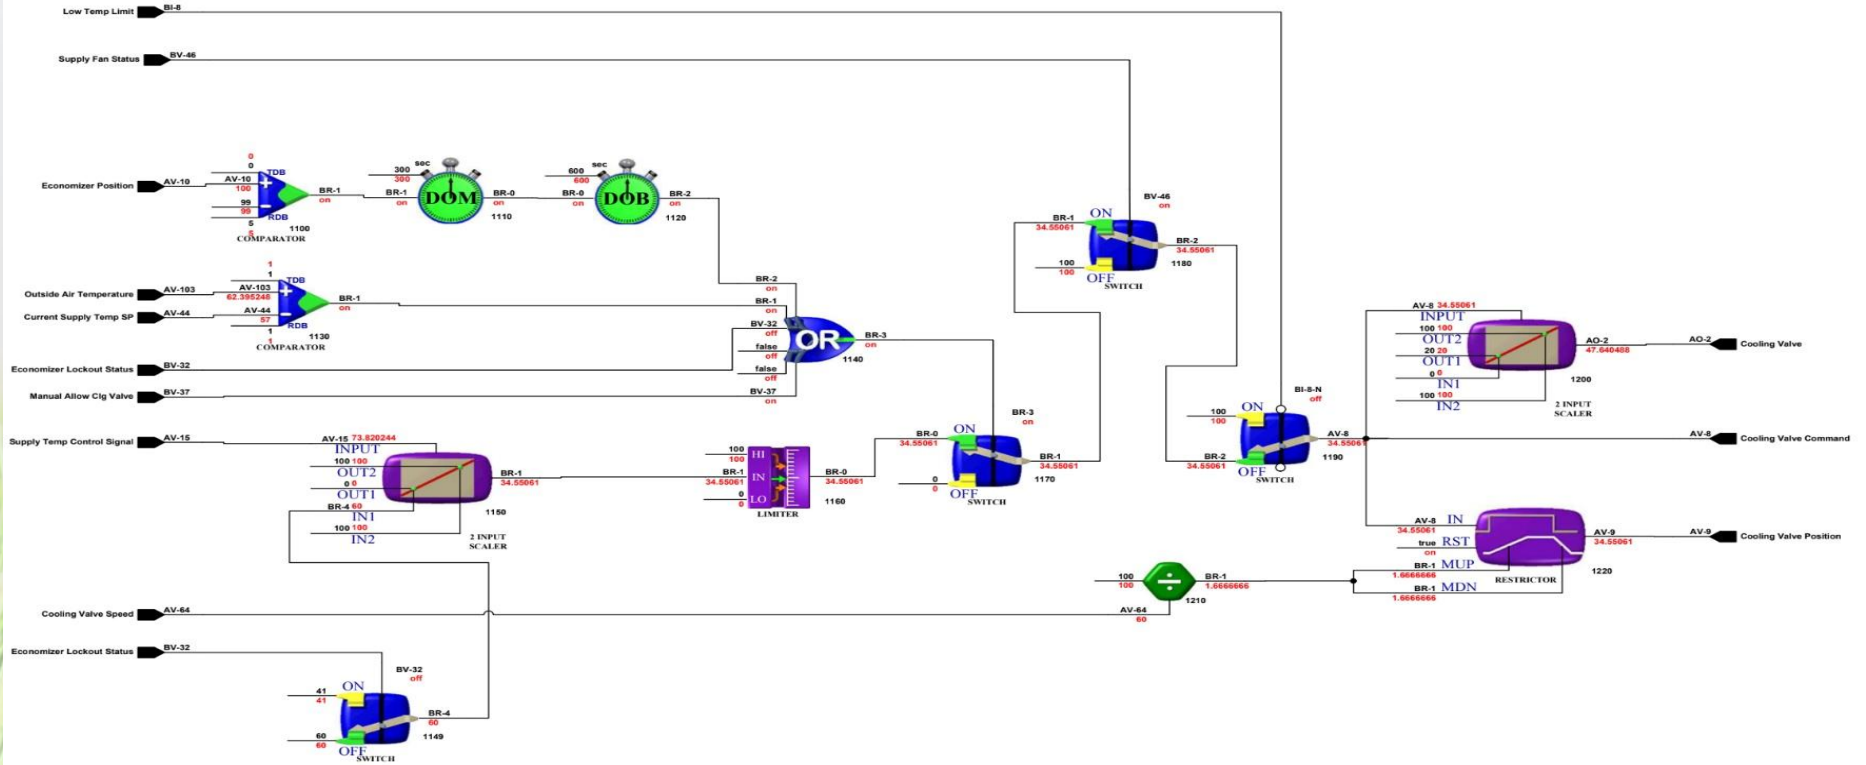 Low Temp Limit
BI-8
Supply Fan Status
BV-46
Economizer Position
AV-10
0
0
TDB
AV-10
100
99
99
RDB
5
5
1100
COMPARATOR
BR-1
on
sec
300
300
BR-1
on
DOM
1110
BR-0
on
sec
600
600
BR-0
on
DOB
1120
BR-2
on
Outside Air Temperature
AV-103
Current Supply Temp SP
AV-44
1
1
TDB
AV-103
62.395248
AV-44
57
RDB
1
1
1130
COMPARATOR
BR-1
on
Economizer Lockout Status
BV-32
Manual Allow Clg Valve
BV-37
BR-2
on
BR-1
on
BV-32
off
false
off
false
off
BV-37
on
OR
1140
BR-3
on
Supply Temp Control Signal
AV-15
AV-15 73.820244
INPUT
100 100
OUT2
0 0
OUT1
BR-4 60
IN1
100 100
IN2
1150
2 INPUT
SCALER
BR-1
34.55061
100
100
HI
BR-1
34.55061
IN
0
0
LO
LIMITER
1160
BR-0
34.55061
BR-0
34.55061
ON
0
0
OFF
SWITCH
1170
BR-3
on
BR-1
34.55061
BR-1
34.55061
ON
100
100
OFF
SWITCH
1180
BV-46
on
BR-2
34.55061
100
100
ON
BR-2
34.55061
OFF
SWITCH
1190
BI-8-N
off
AV-8
34.55061
AV-8 34.55061
INPUT
100 100
OUT2
20 20
OUT1
0 0
IN1
100 100
IN2
1200
2 INPUT
SCALER
AO-2
47.640488
AO-2
Cooling Valve
AV-8
Cooling Valve Command
AV-8
34.55061
IN
true
on
RST
BR-1
1.6666666
MUP
BR-1
1.6666666
MDN
RESTRICTOR
1220
AV-9
34.55061
AV-9
Cooling Valve Position
100
100
÷
AV-64
60
1210
BR-1
1.6666666
Cooling Valve Speed
AV-64
Economizer Lockout Status
BV-32
BV-32
off
41
41
ON
60
60
OFF
SWITCH
1149
BR-4
60